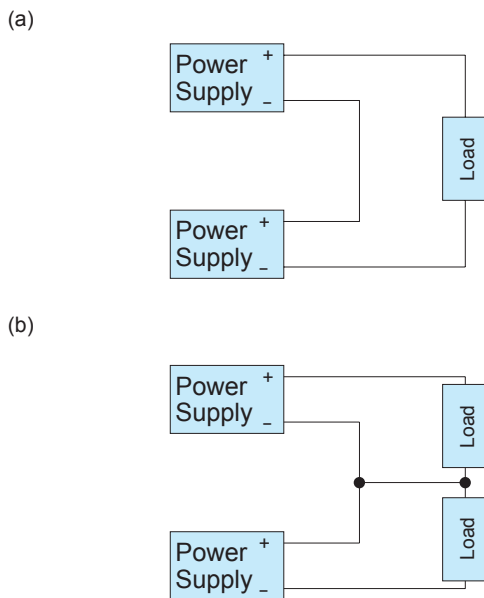 (a)
Power +
Supply –
Load
Power +
Supply –
(b)
Power +
Supply –
Load
Load
Power +
Supply –